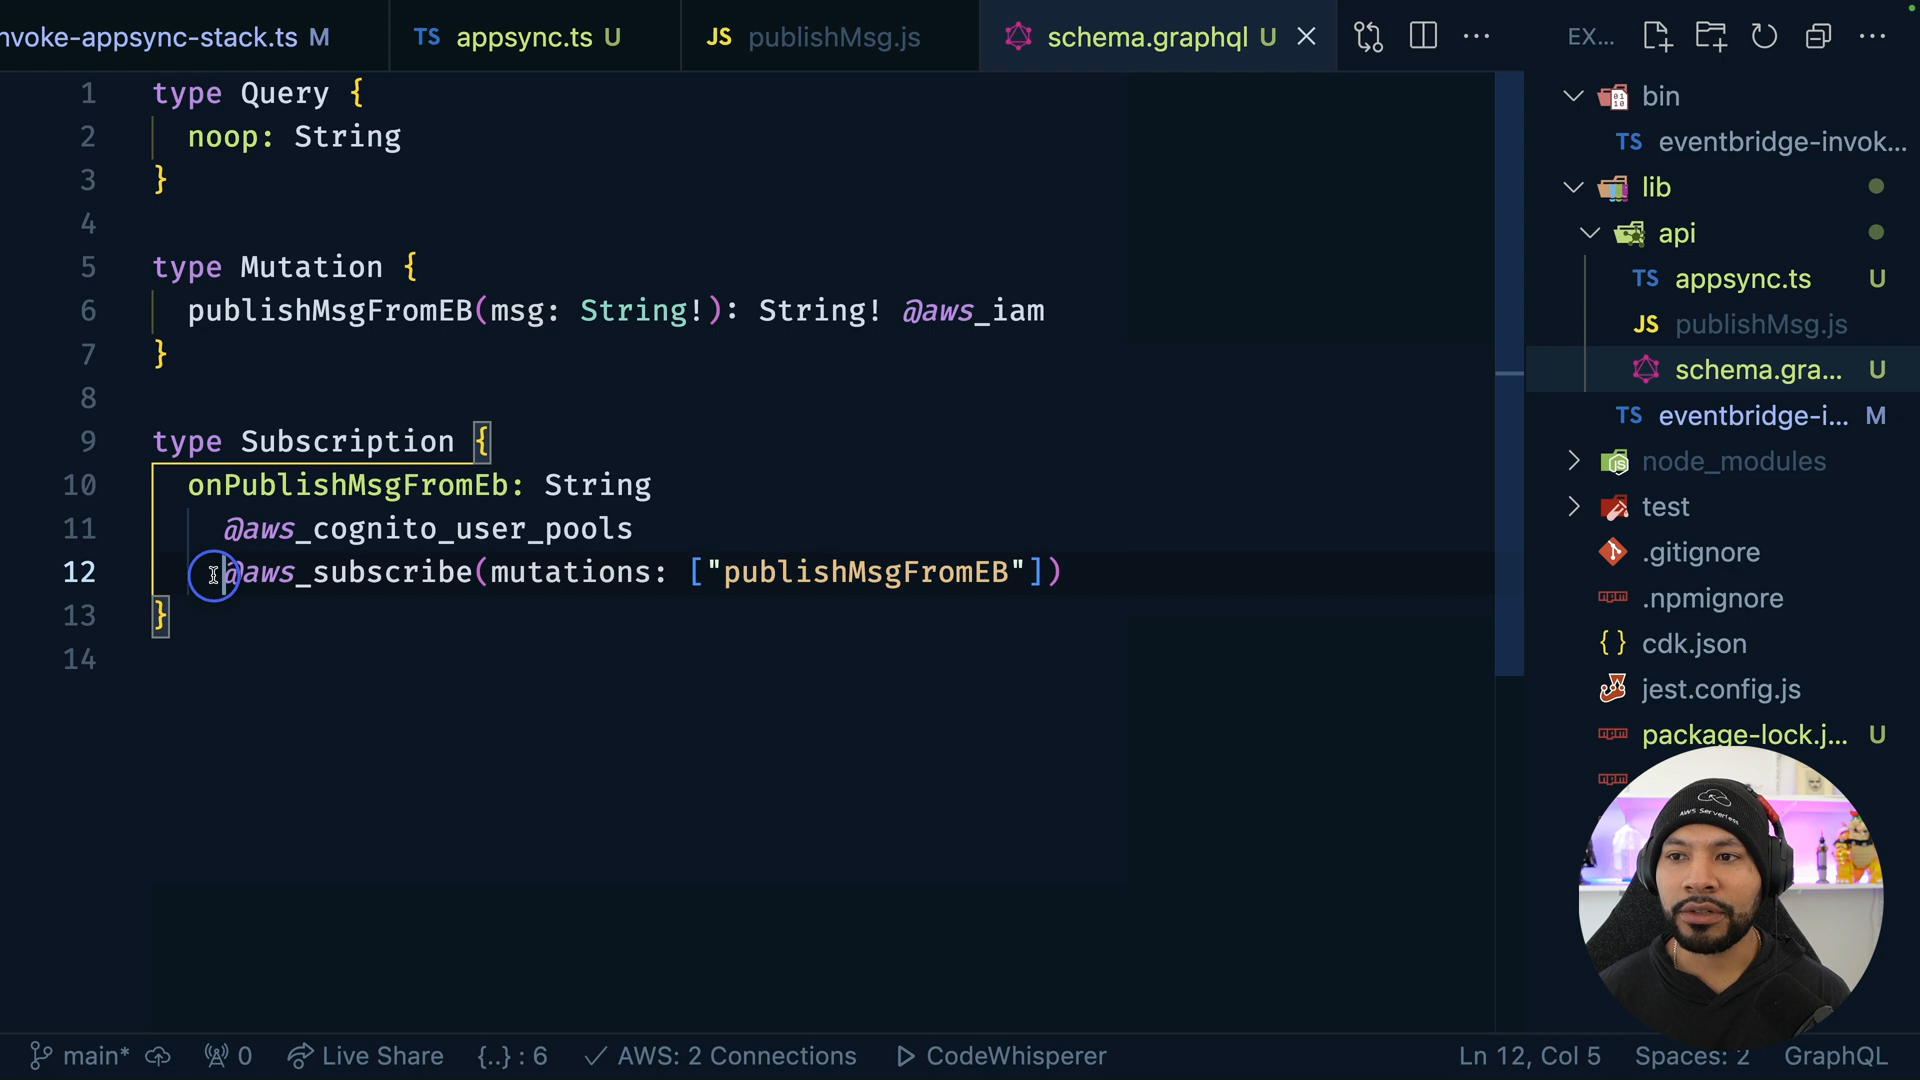 nvoke-appsync-stack.ts M
TS appsync.ts U
JS publishMsg.js
schema.graphql U
EX...
1 type Query {
2 noop: String
3 }
4
5 type Mutation {
6 publishMsgFromEB(msg: String!): String! @aws_iam
7 }
8
9 type Subscription {
10 onPublishMsgFromEb: String
11 @aws_cognito_user_pools
12 @aws_subscribe(mutations: ["publishMsgFromEB"])
13 }
14
bin
TS eventbridge-invok...
lib
api
TS appsync.ts U
JS publishMsg.js
schema.gra... U
TS eventbridge-i... M
node_modules
test
.gitignore
.npmignore
cdk.json
jest.config.js
package-lock.j... U
AWS Serverless
main* 0 Live Share {..} : 6 AWS: 2 Connections CodeWhisperer Ln 12, Col 5 Spaces: 2 GraphQL